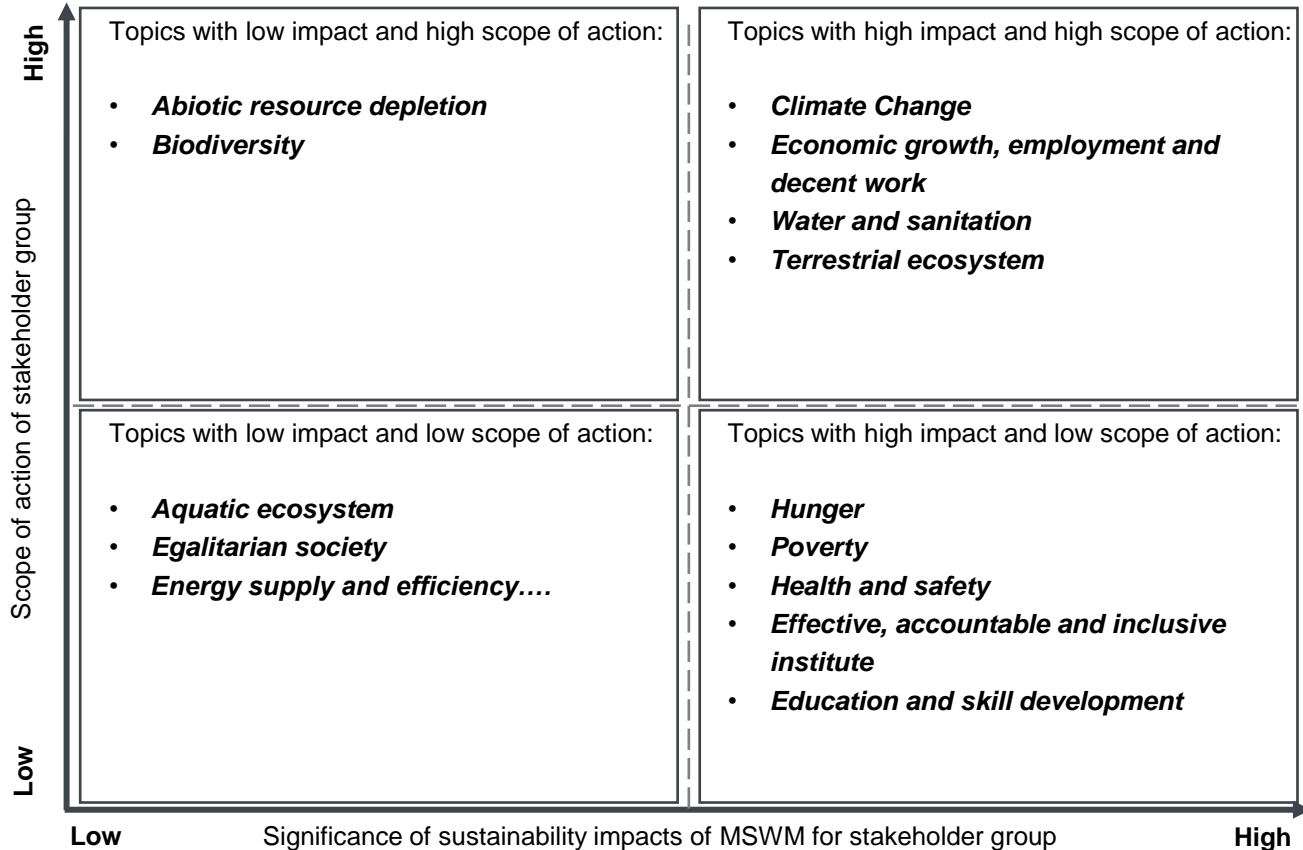 High
Scope of action of stakeholder group
Low
Topics with low impact and high scope of action:
• Abiotic resource depletion
• Biodiversity
Topics with high impact and high scope of action:
• Climate Change
• Economic growth, employment and
decent work
• Water and sanitation
• Terrestrial ecosystem
Topics with low impact and low scope of action:
• Aquatic ecosystem
• Egalitarian society
• Energy supply and efficiency....
Topics with high impact and low scope of action:
• Hunger
• Poverty
• Health and safety
• Effective, accountable and inclusive
institute
• Education and skill development
Low
Significance of sustainability impacts of MSWM for stakeholder group
High